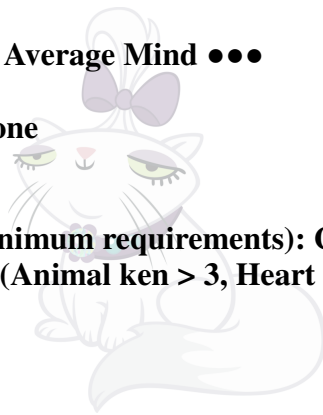 Average Mind ●●●
one
nimum requirements): C
(Animal ken > 3, Heart